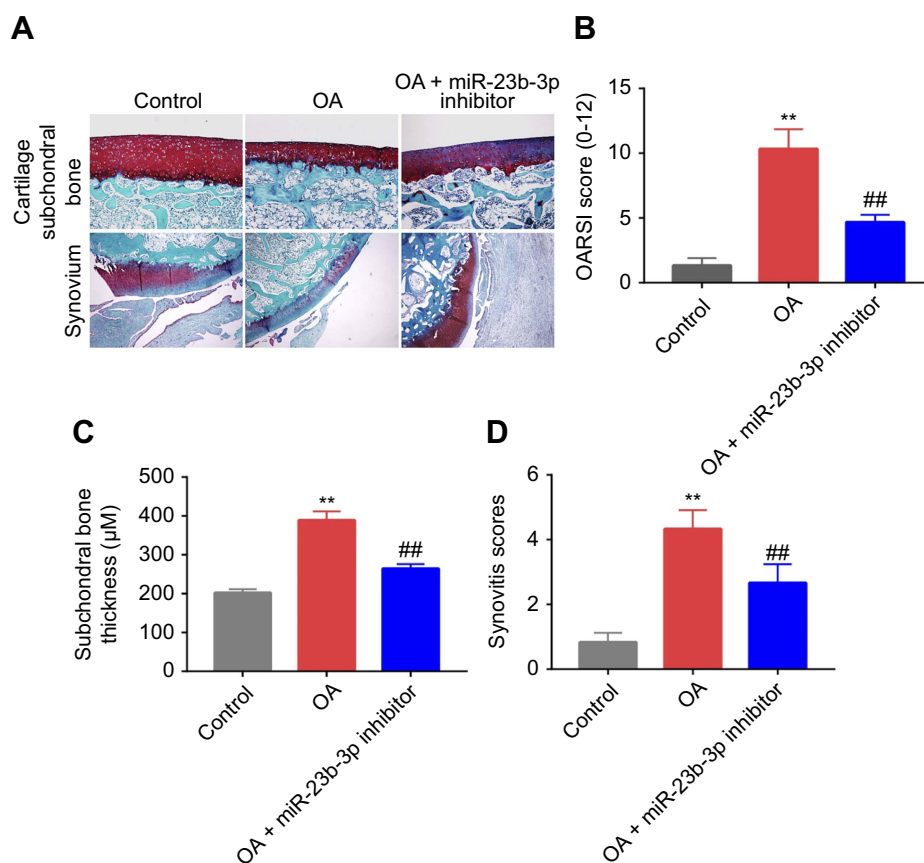 A
Control
OA
OA + miR-23b-3p
inhibitor
Cartilage
subchondral
bone
Synovium
B
OARSI score (0-12)
15
10
5
0
**
##
Control
OA
OA + miR-23b-3p inhibitor
C
Subchondral bone
thickness (μM)
500
400
300
200
100
0
**
##
Control
OA
OA + miR-23b-3p inhibitor
D
Synovitis scores
6
4
2
0
**
##
Control
OA
OA + miR-23b-3p inhibitor